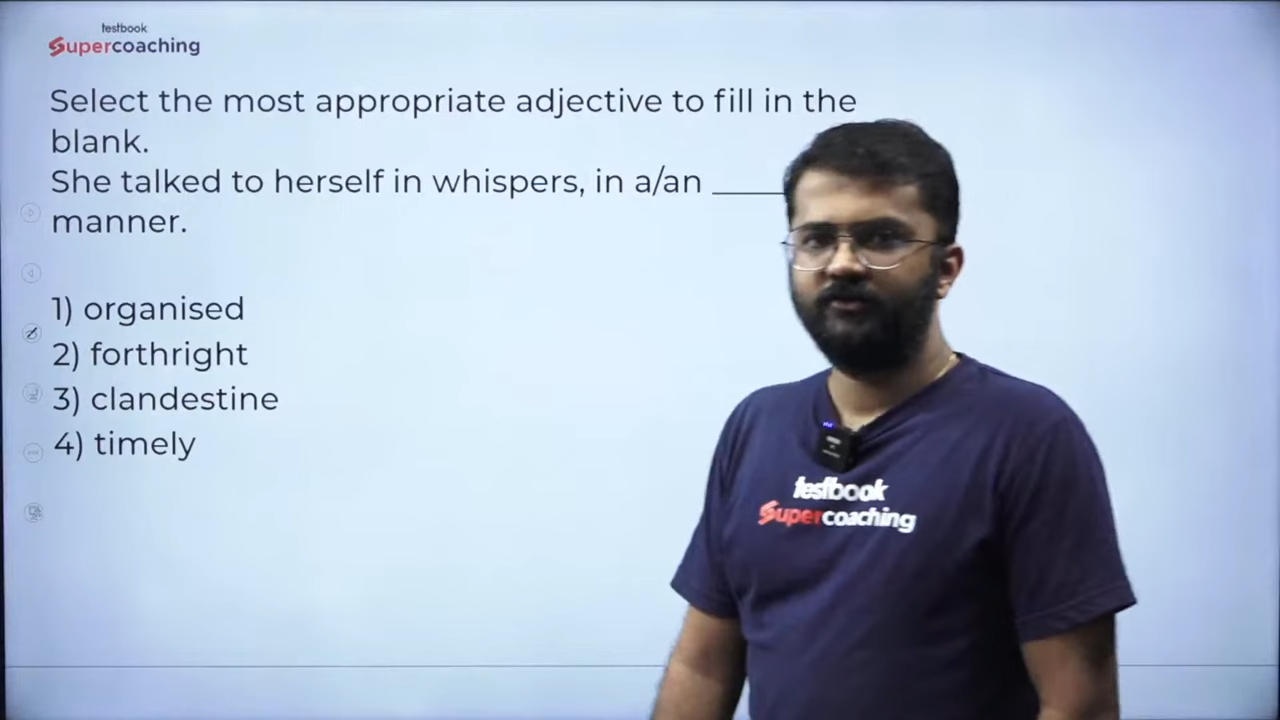 testbook
Supercoaching
Select the most appropriate adjective to fill in the
blank.
She talked to herself in whispers, in a/an _____
manner.
1) organised
2) forthright
3) clandestine
4) timely
testbook
Supercoaching